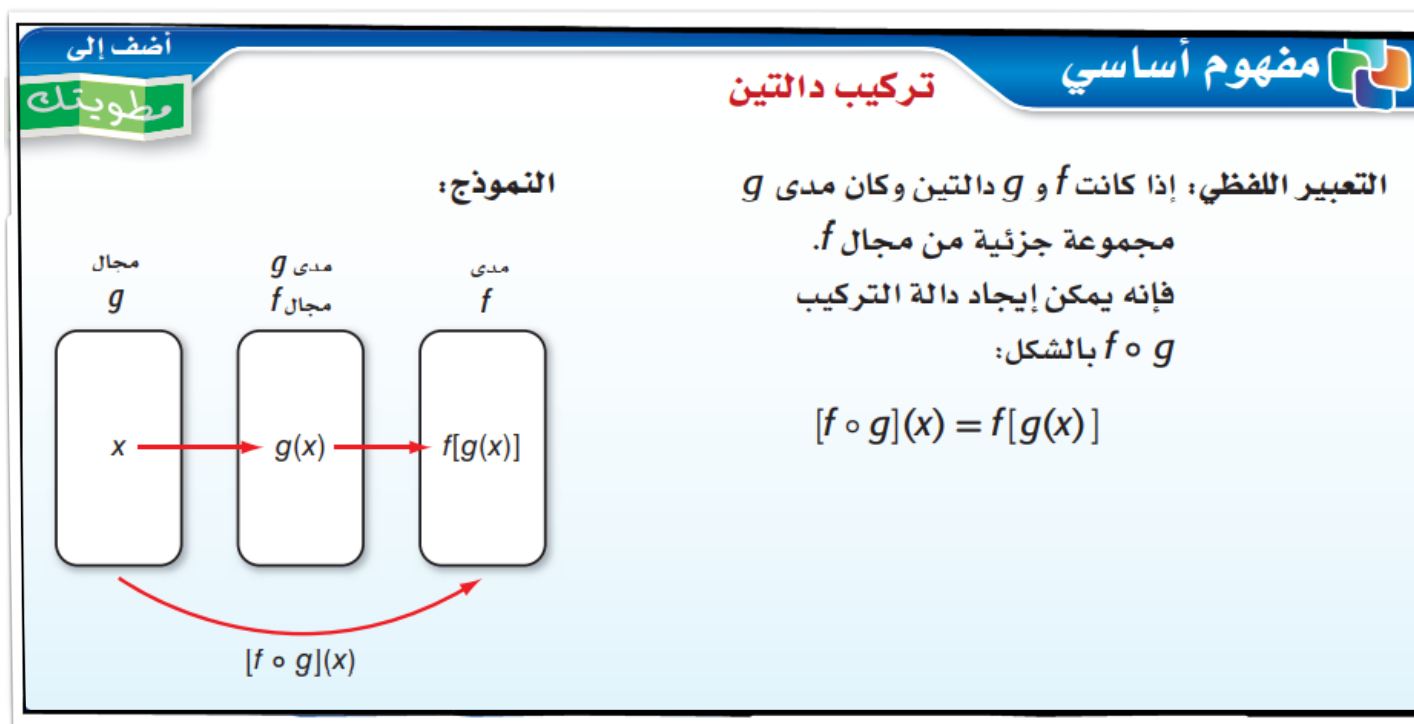 مفهوم أساسي
تركيب دالتين
أضف إلى
مطويتك
التعبير اللفظي: إذا كانت f و g دالتين وكان مدى g
مجموعة جزئية من مجال f.
فإنه يمكن إيجاد دالة التركيب
f ∘ g بالشكل:
[f ∘ g](x) = f[g(x)]
النموذج:
مجال
g
مدى g
مجال f
مدى
f
x
g(x)
f[g(x)]
[f ∘ g](x)